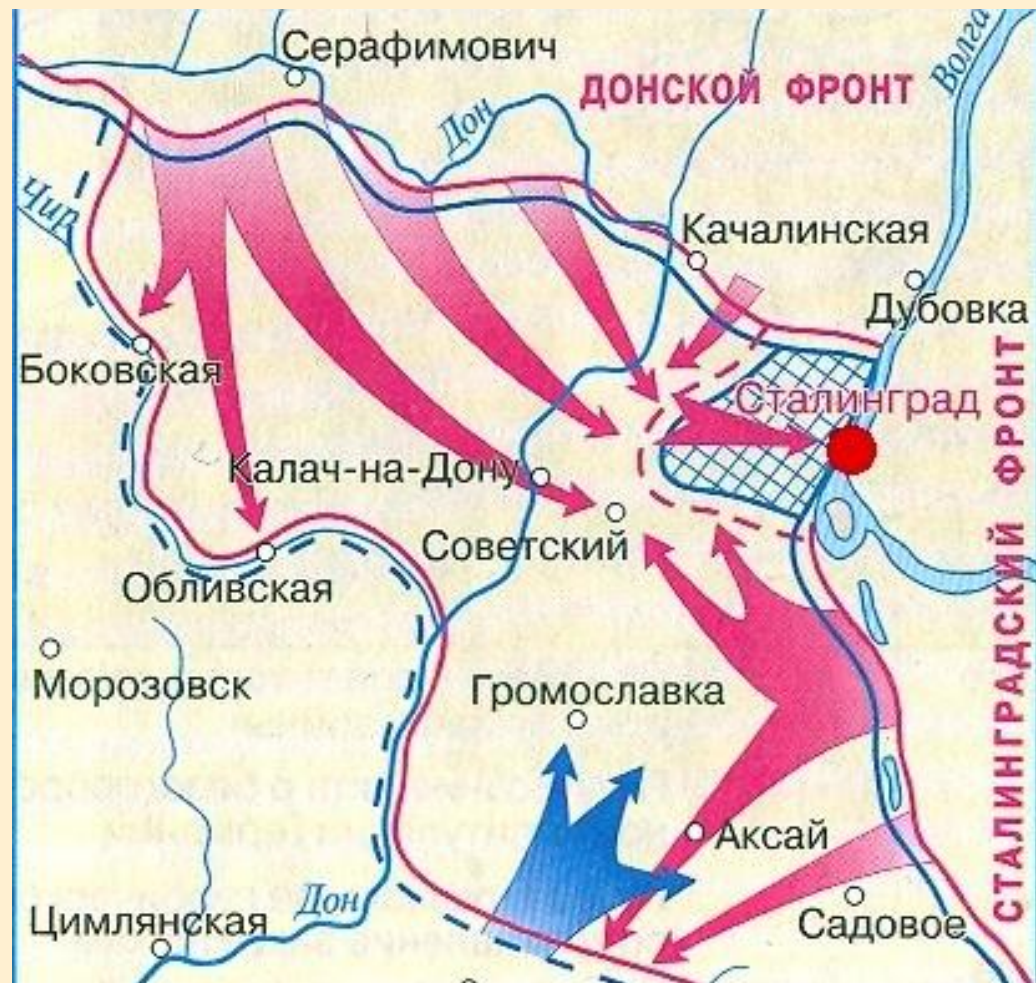 Серафимович
ДОНСКОЙ ФРОНТ
Волга
Дон
Чир
Качалинская
Дубовка
Боковская
Сталинград
СТАЛИНГРАДСКИЙ ФРОНТ
Калач-на-Дону
Советский
Обливская
Морозовск
Громославка
Аксай
Дон
Цимлянская
Садовое